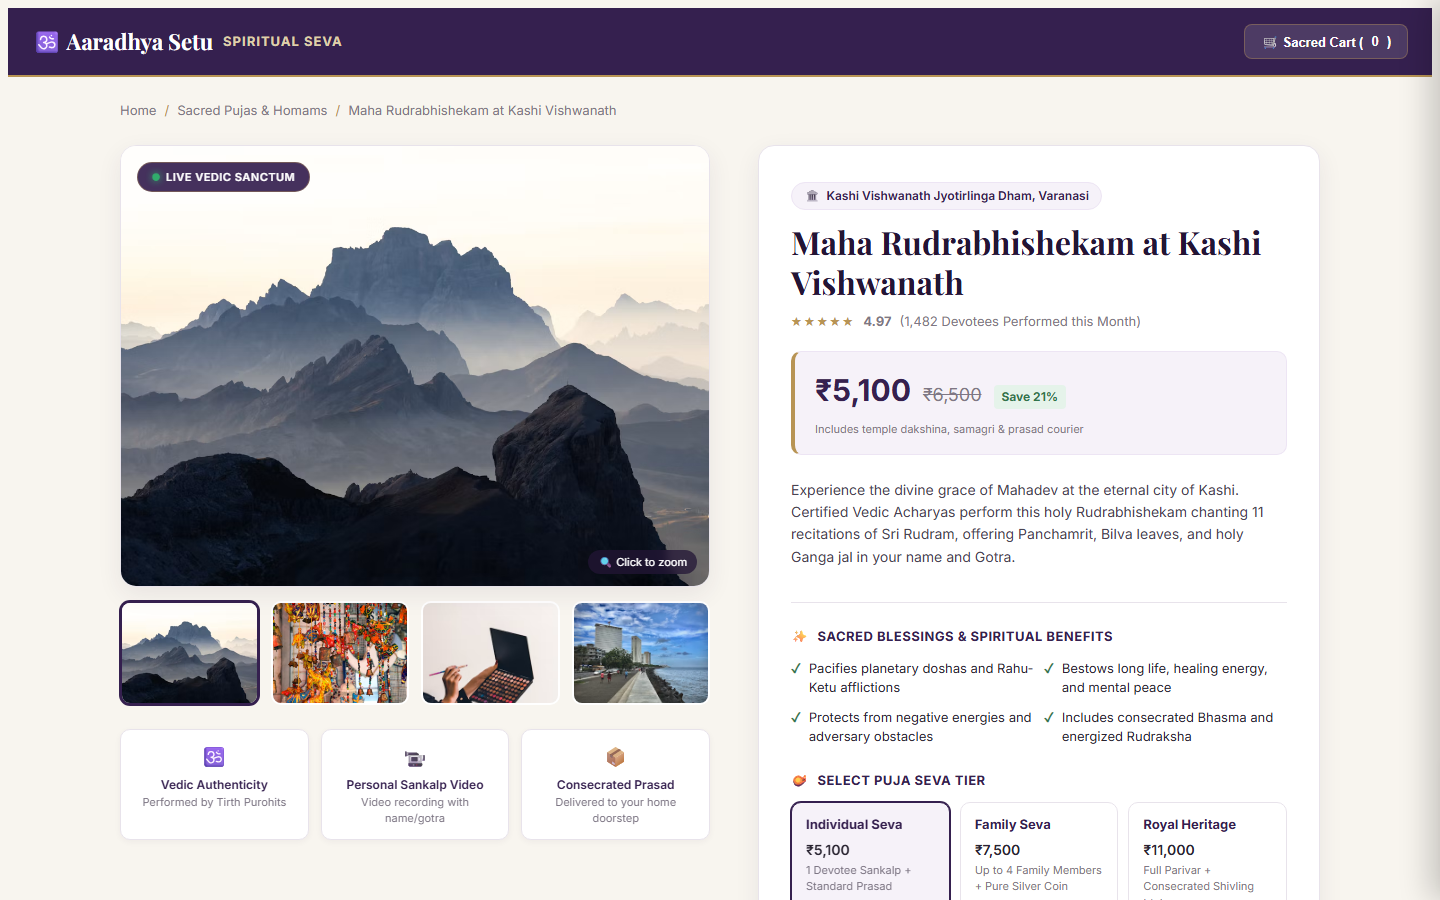 🕉️ Aaradhya Setu SPIRITUAL SEVA
🛒 Sacred Cart ( 0 )
Home / Sacred Pujas & Homams / Maha Rudrabhishekam at Kashi Vishwanath
LIVE VEDIC SANCTUM
🔍 Click to zoom
🕉️
Vedic Authenticity
Performed by Tirth Purohits
Personal Sankalp Video
Video recording with
name/gotra
📦
Consecrated Prasad
Delivered to your home
doorstep
🏛️ Kashi Vishwanath Jyotirlinga Dham, Varanasi
Maha Rudrabhishekam at Kashi
Vishwanath
★★★★★ 4.97 (1,482 Devotees Performed this Month)
₹5,100 ₹6,500 Save 21%
Includes temple dakshina, samagri & prasad courier
Experience the divine grace of Mahadev at the eternal city of Kashi.
Certified Vedic Acharyas perform this holy Rudrabhishekam chanting 11
recitations of Sri Rudram, offering Panchamrit, Bilva leaves, and holy
Ganga jal in your name and Gotra.
✨ SACRED BLESSINGS & SPIRITUAL BENEFITS
✓ Pacifies planetary doshas and Rahu-
Ketu afflictions
✓ Bestows long life, healing energy,
and mental peace
✓ Protects from negative energies and
adversary obstacles
✓ Includes consecrated Bhasma and
energized Rudraksha
SELECT PUJA SEVA TIER
Individual Seva
₹5,100
1 Devotee Sankalp +
Standard Prasad
Family Seva
₹7,500
Up to 4 Family Members
+ Pure Silver Coin
Royal Heritage
₹11,000
Full Parivar +
Consecrated Shivling